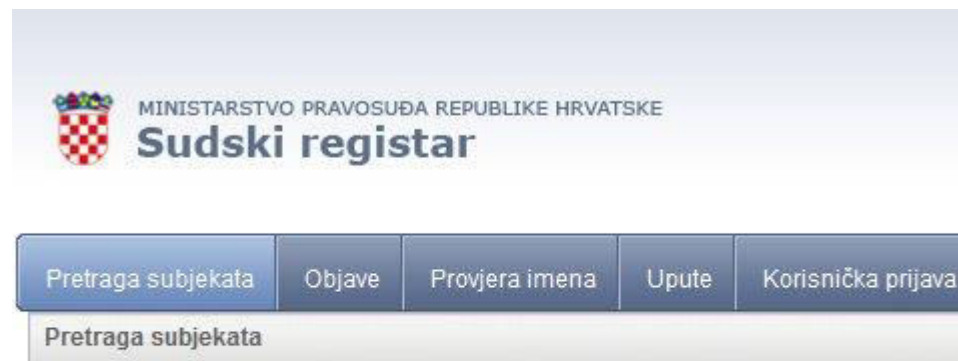 MINISTARSTVO PRAVOSUĐA REPUBLIKE HRVATSKE
Sudski registar
Pretraga subjekata Objave Provjera imena Upute Korisnička prijava
Pretraga subjekata